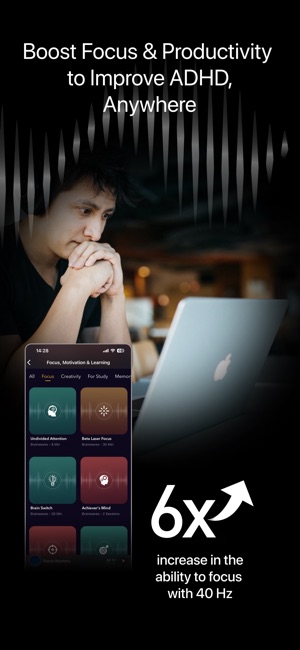 Boost Focus & Productivity
to Improve ADHD,
Anywhere
14:28
Focus, Motivation & Learning
All Focus Creativity For Study Memor
Undivided Attention
Beta Laser Focus
Brain Switch
Achiever's Mind
6x
increase in the
ability to focus
with 40 Hz